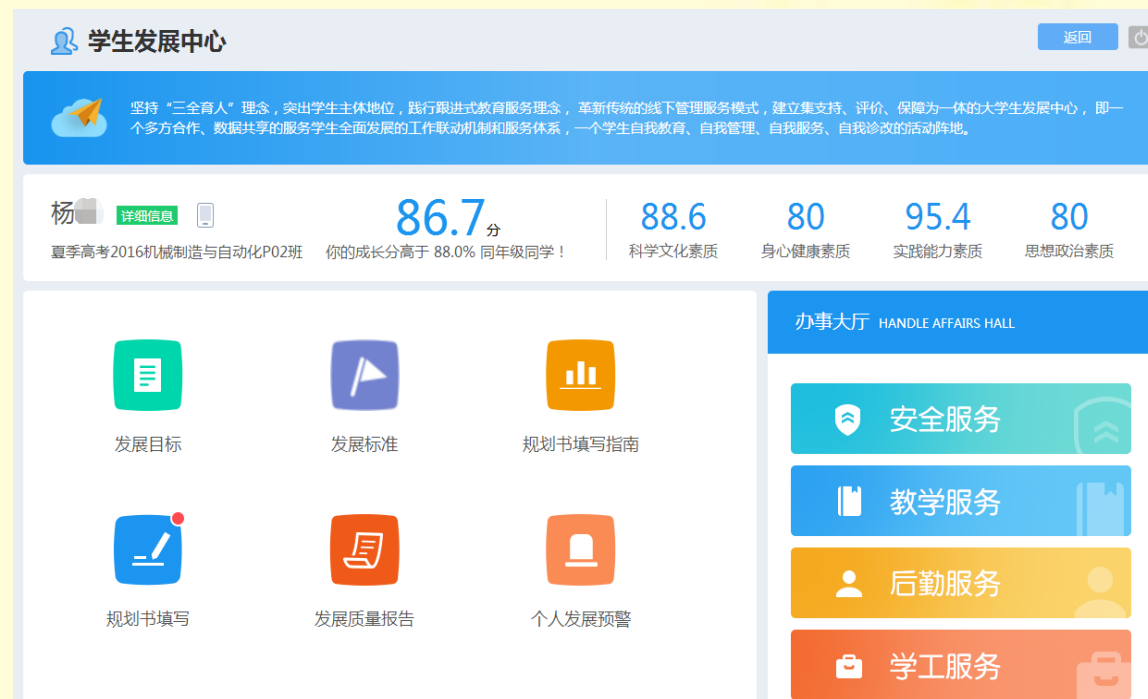 学生发展中心
返回
坚持“三全育人”理念，突出学生主体地位，践行跟进式教育服务理念，革新传统的线下管理服务模式，建立集支持、评价、保障为一体的大学生发展中心，即一
个多方合作、数据共享的服务学生全面发展的工作联动机制和服务体系，一个学生自我教育、自我管理、自我服务、自我诊改的活动阵地。
杨 详细信息
86.7分
88.6 80 95.4 80
夏季高考2016机械制造与自动化P02班
你的成长分高于 88.0% 同年级同学！
科学文化素质 身心健康素质 实践能力素质 思想政治素质
发展目标 发展标准 规划书填写指南
规划书填写 发展质量报告 个人发展预警
办事大厅 HANDLE AFFAIRS HALL
安全服务
教学服务
后勤服务
学工服务